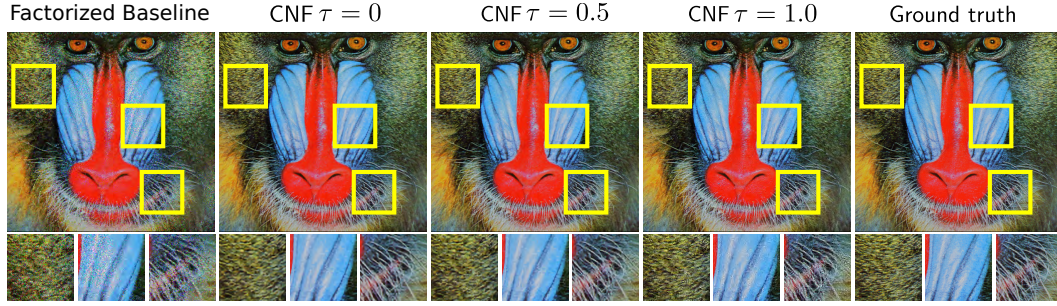 Factorized Baseline CNF τ = 0 CNF τ = 0.5 CNF τ = 1.0 Ground truth